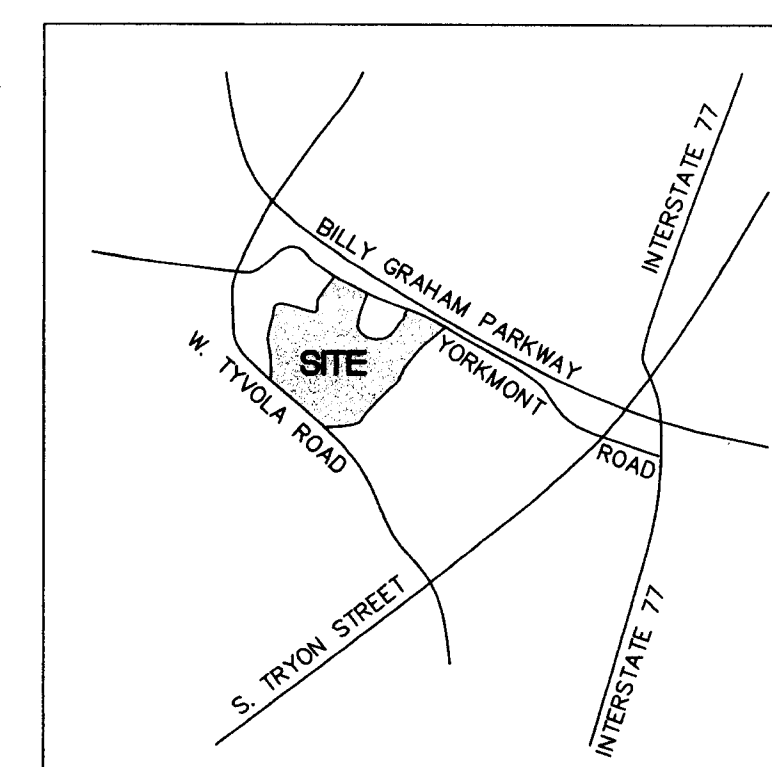 INTERSTATE 77
BILLY GRAHAM PARKWAY
SITE
YORKMONT
ROAD
W. TYVOLA ROAD
S. TRYON STREET
INTERSTATE 77